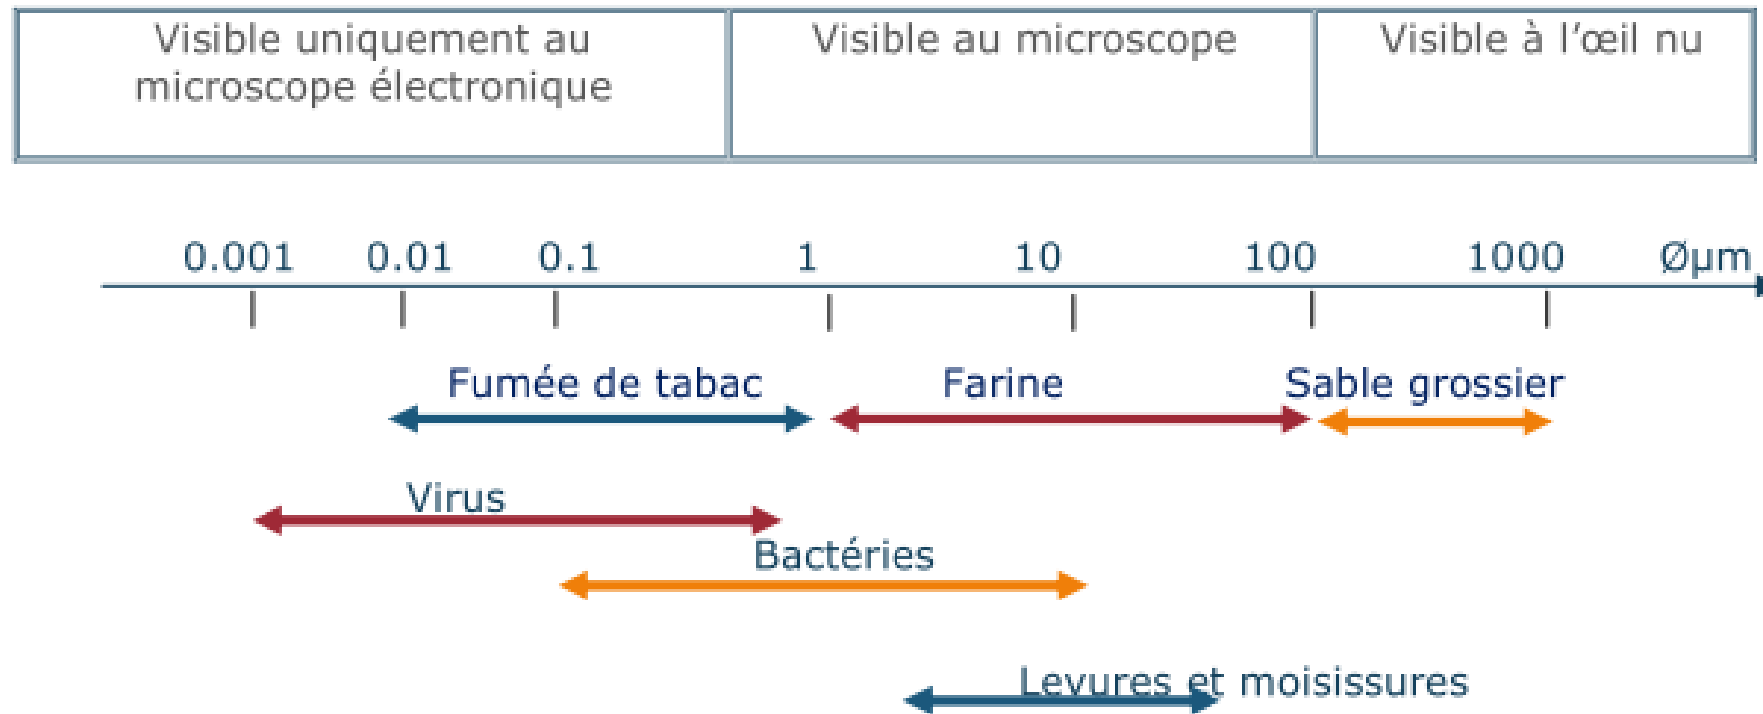 Visible uniquement au
microscope électronique
Visible au microscope
Visible à l'œil nu
0.001 0.01 0.1 1 10 100 1000 Øµm
Fumée de tabac Farine Sable grossier
Virus
Bactéries
Levures et moisissures